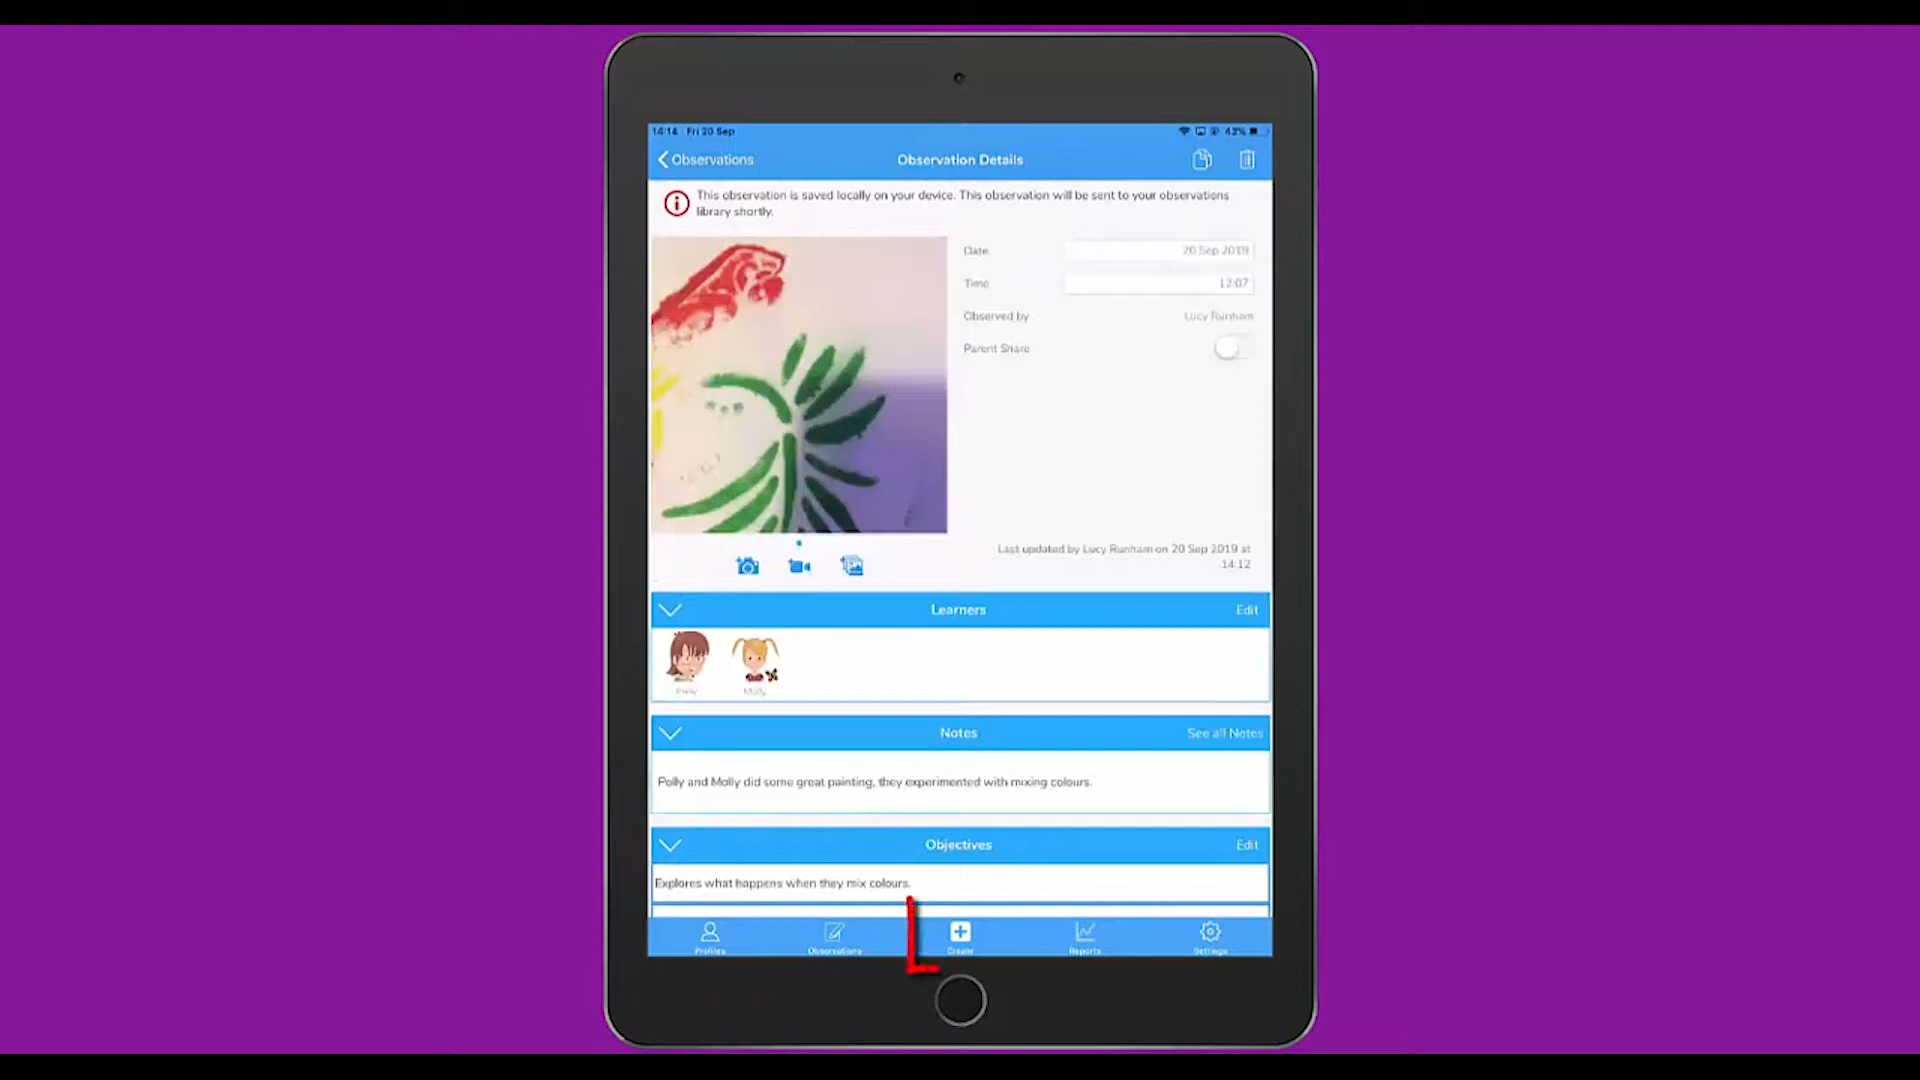 14:14 Fri 20 Sep
43%
Observations
Observation Details
This observation is saved locally on your device. This observation will be sent to your observations
library shortly.
Date
20 Sep 2019
Time
12:07
Observed by
Lucy Runham
Parent Share
Last updated by Lucy Runham on 20 Sep 2019 at
14:12
Learners
Edit
Polly
Molly
Notes
See all Notes
Polly and Molly did some great painting, they experimented with mixing colours.
Objectives
Edit
Explores what happens when they mix colours.
Profiles
Observations
Create
Reports
Settings